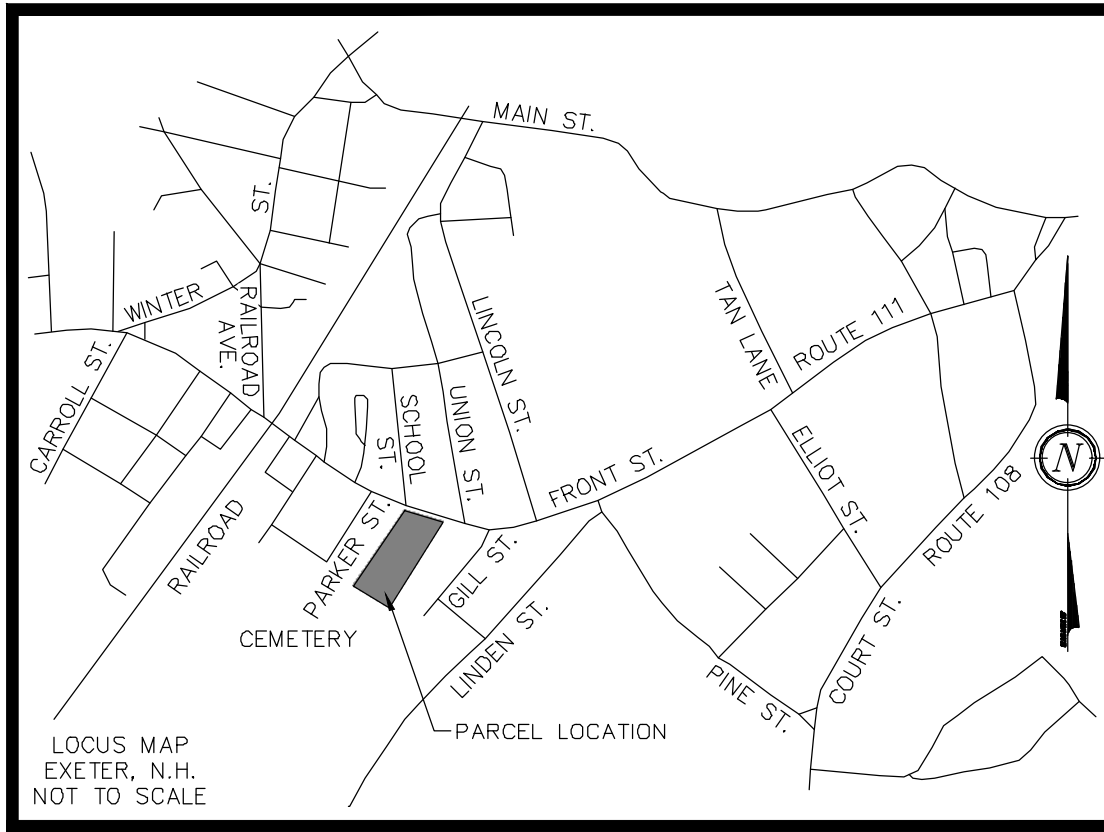 MAIN ST.
ST.
WINTER
RAILROAD
AVE.
LINCOLN ST.
TAN LANE
ROUTE 111
CARROLL ST.
SCHOOL
ST.
UNION ST.
FRONT ST.
ELLIOT ST.
N
ROUTE 108
RAILROAD
PARKER ST.
GILL ST.
CEMETERY
LINDEN ST.
PINE ST.
COURT ST.
PARCEL LOCATION
LOCUS MAP
EXETER, N.H.
NOT TO SCALE